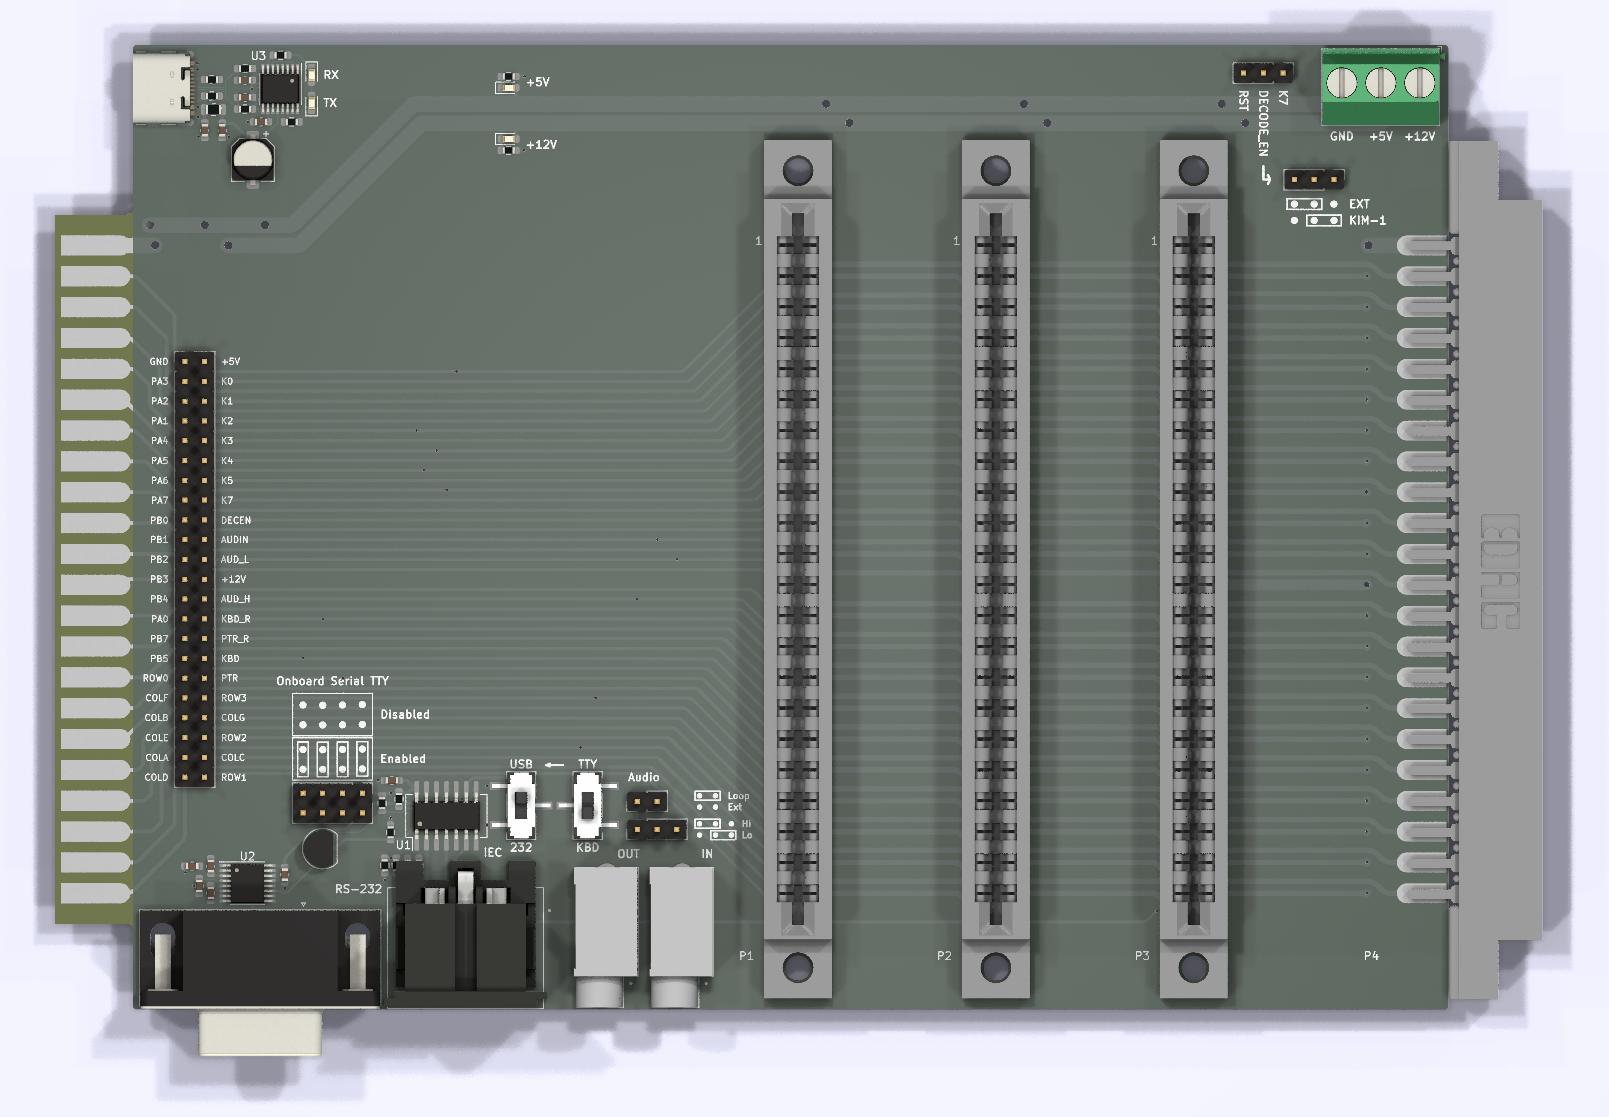 U3
RX
TX
+5V
+12V
RST
DECODE_EN
K7
GND +5V +12V
EXT
KIM-1
1
1
1
GND +5V
PA3 K0
PA2 K1
PA1 K2
PA4 K3
PA5 K4
PA6 K5
PA7 K7
PB0 DECEN
PB1 AUDIN
PB2 AUD_L
PB3 +12V
PB4 AUD_H
PA0 KBD_R
PB7 PTR_R
PB5 KBD
ROW0 PTR
COLF ROW3
COLB COLG
COLE ROW2
COLA COLC
COLD ROW1
EDAC
Onboard Serial TTY
Disabled
Enabled
USB ← TTY
Audio
Loop
Ext
Hi
Lo
U1
232
KBD
IEC
OUT
IN
U2
RS-232
P1
P2
P3
P4